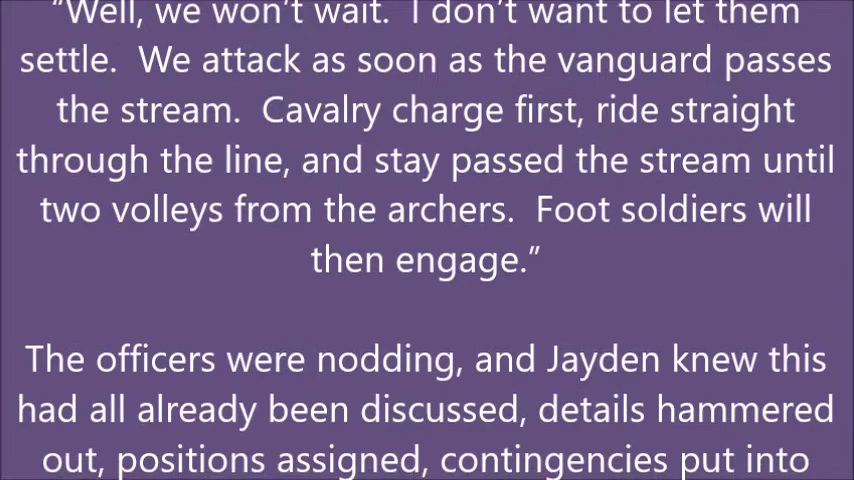 “Well, we won’t wait.  I don’t want to let them
settle.  We attack as soon as the vanguard passes
the stream.  Cavalry charge first, ride straight
through the line, and stay passed the stream until
two volleys from the archers.  Foot soldiers will
then engage.”
The officers were nodding, and Jayden knew this
had all already been discussed, details hammered
out, positions assigned, contingencies put into